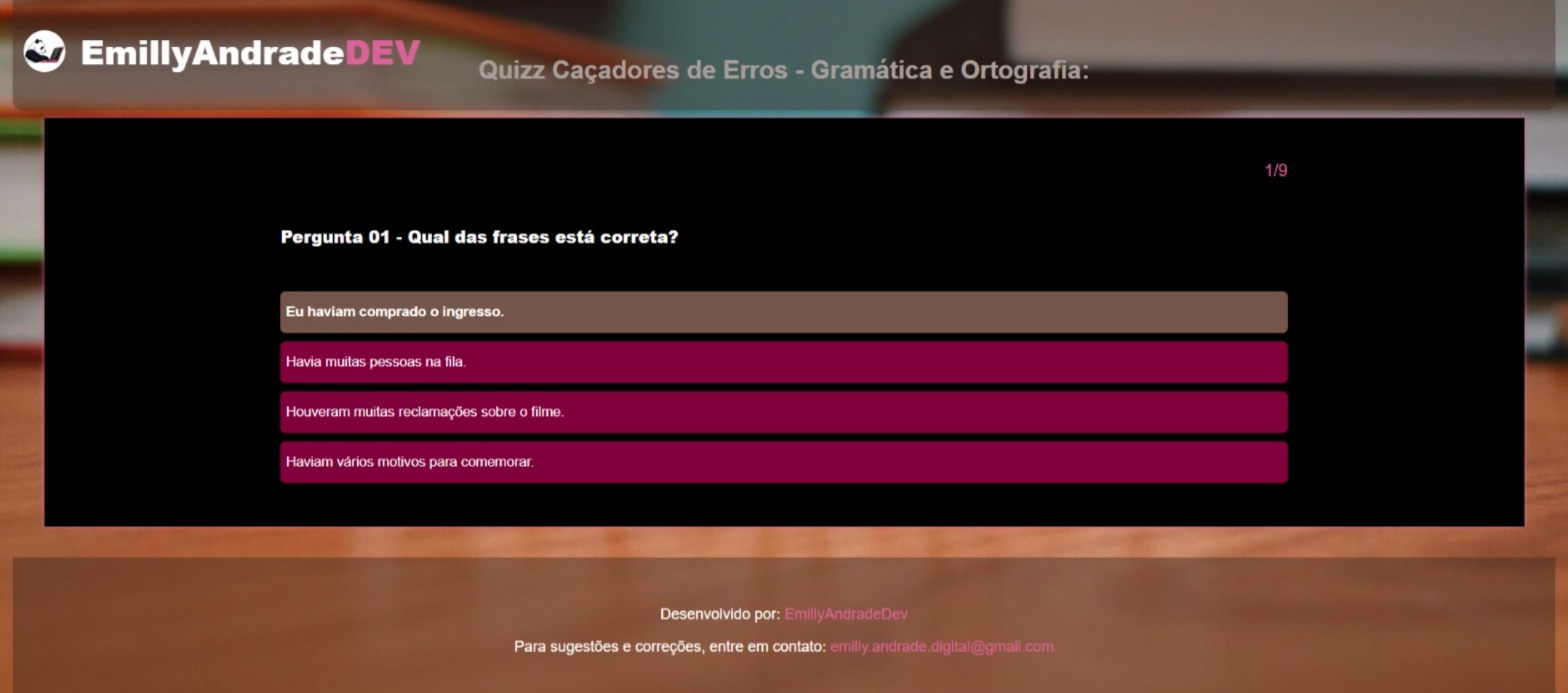 EmillyAndradeDEV
Quizz Caçadores de Erros - Gramática e Ortografia:
1/9
Pergunta 01 - Qual das frases está correta?
Eu haviam comprado o ingresso.
Havia muitas pessoas na fila.
Houveram muitas reclamações sobre o filme.
Haviam vários motivos para comemorar.
Desenvolvido por: EmillyAndradeDev
Para sugestões e correções, entre em contato: emilly.andrade.digital@gmail.com